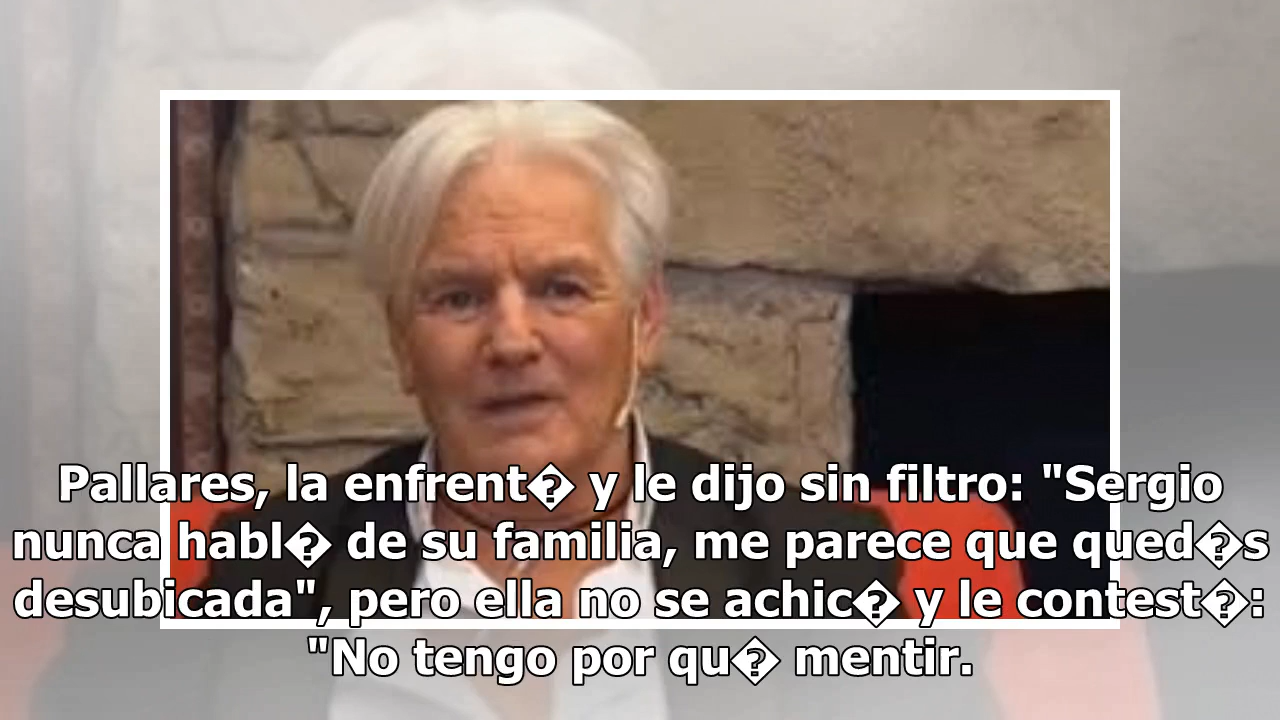 Pallares, la enfrent� y le dijo sin filtro: "Sergio
nunca habl� de su familia, me parece que qued�s
desubicada", pero ella no se achic� y le contest�:
"No tengo por qu� mentir.